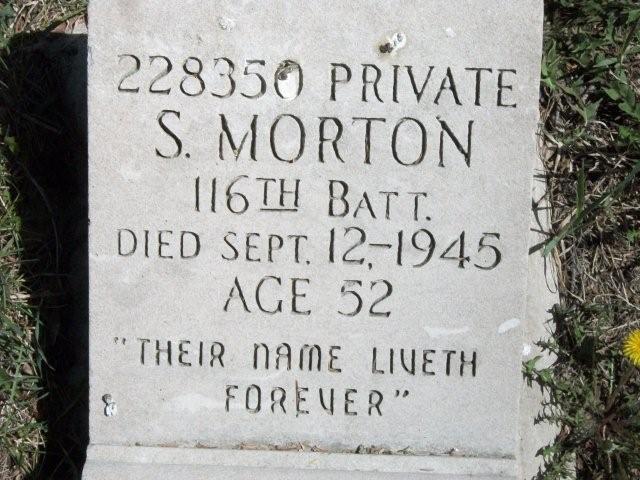 228350 PRIVATE
S. MORTON
116TH BATT.
DIED SEPT. 12,-1945
AGE 52
"THEIR NAME LIVETH
FOREVER"